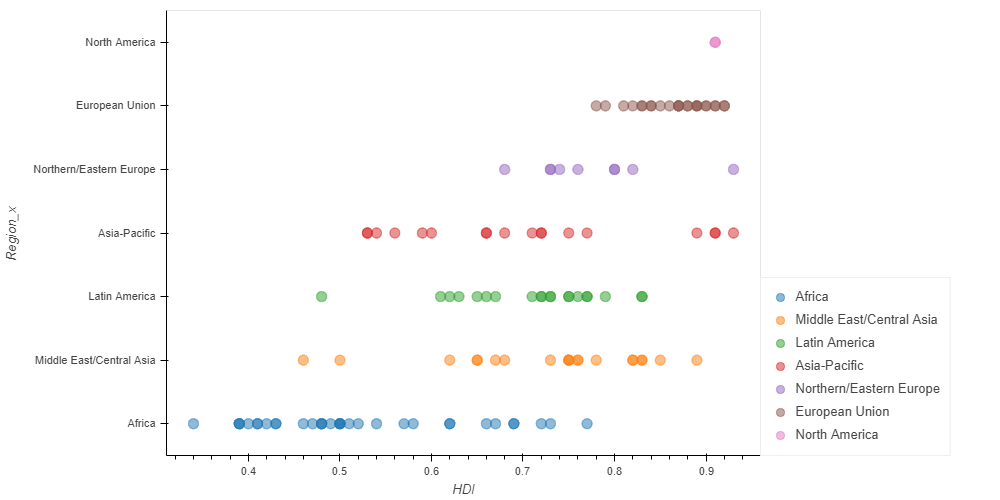 North America
European Union
Northern/Eastern Europe
Asia-Pacific
Latin America
Middle East/Central Asia
Africa
Region_x
0.4 0.5 0.6 0.7 0.8 0.9
HDI
Africa
Middle East/Central Asia
Latin America
Asia-Pacific
Northern/Eastern Europe
European Union
North America